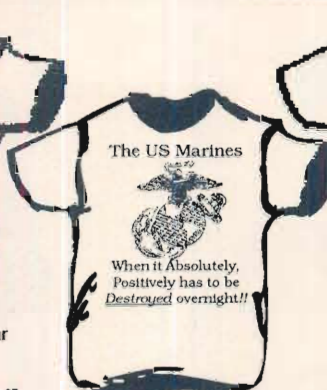 The US Marines
When it Absolutely,
Positively has to be
Destroyed overnight!!